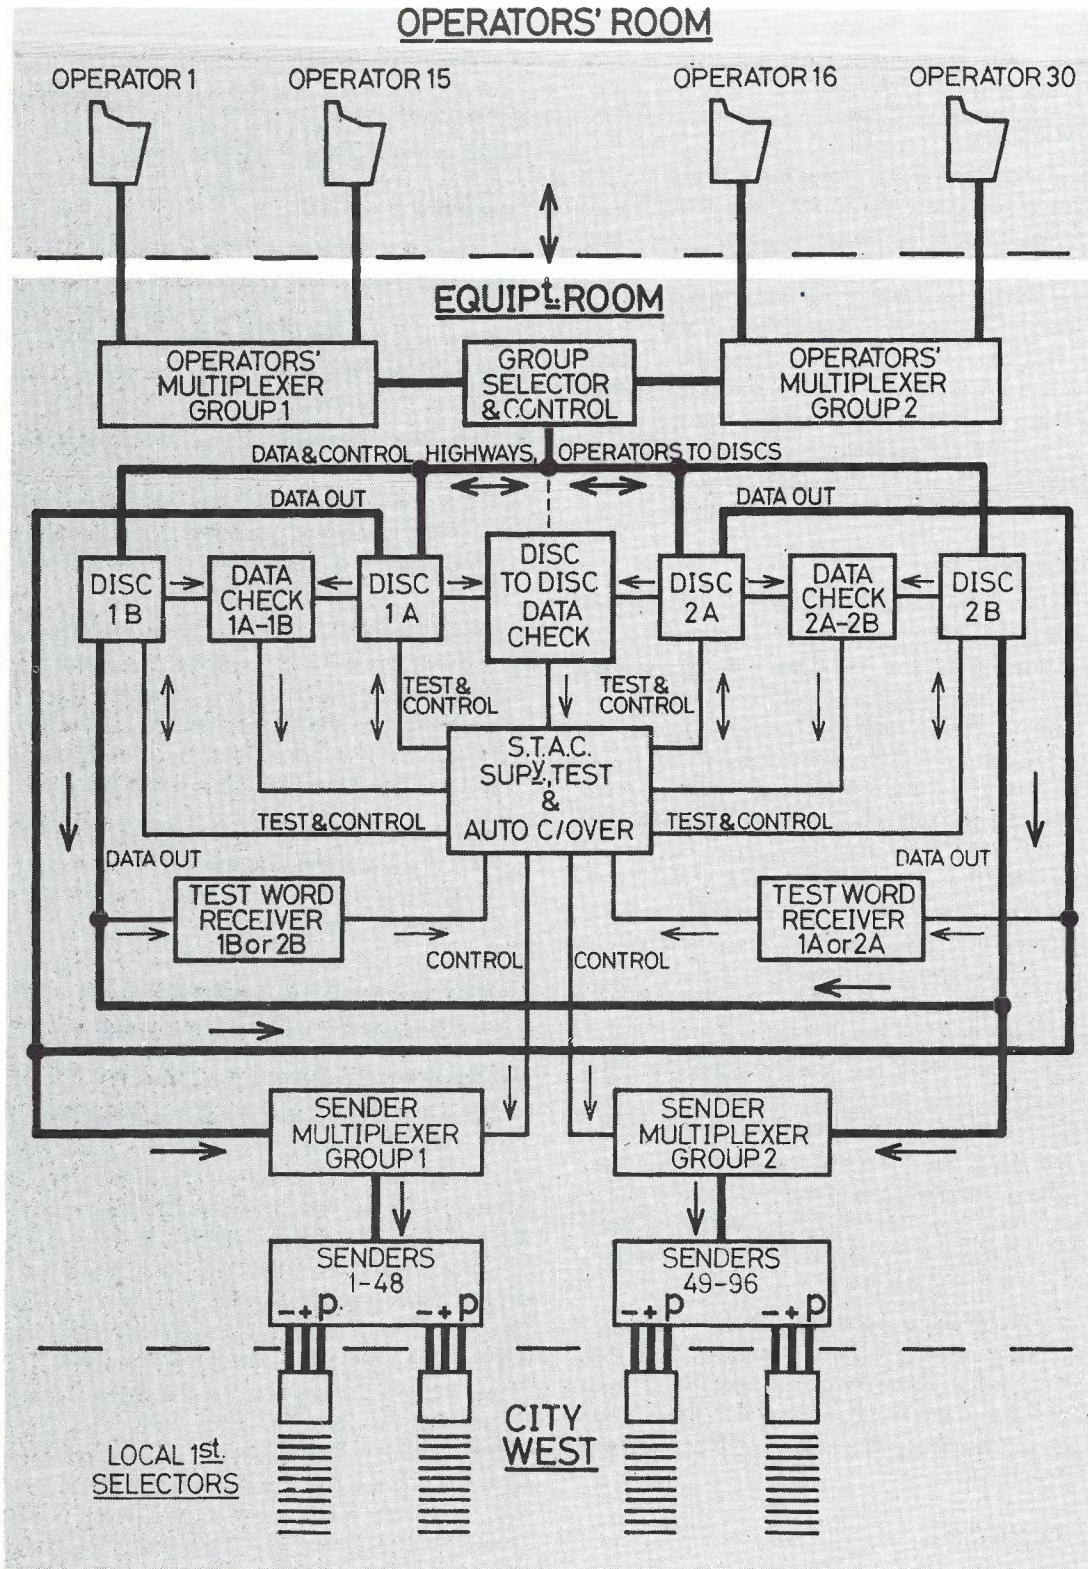 OPERATORS' ROOM
OPERATOR 1
OPERATOR 15
OPERATOR 16
OPERATOR 30
EQUIPt. ROOM
OPERATORS'
MULTIPLEXER
GROUP 1
GROUP
SELECTOR
& CONTROL
OPERATORS'
MULTIPLEXER
GROUP 2
DATA & CONTROL HIGHWAYS, OPERATORS TO DISCS
DATA OUT
DATA OUT
DISC
1B
DATA
CHECK
1A-1B
DISC
1A
DISC
TO DISC
DATA
CHECK
DISC
2A
DATA
CHECK
2A-2B
DISC
2B
TEST &
CONTROL
TEST &
CONTROL
S.T.A.C.
SUPy, TEST
&
AUTO C/OVER
TEST & CONTROL
TEST & CONTROL
DATA OUT
DATA OUT
TEST WORD
RECEIVER
1B or 2B
TEST WORD
RECEIVER
1A or 2A
CONTROL
CONTROL
SENDER
MULTIPLEXER
GROUP 1
SENDER
MULTIPLEXER
GROUP 2
SENDERS
1-48
- + P
- + P
SENDERS
49-96
- + P
- + P
LOCAL 1st.
SELECTORS
CITY
WEST